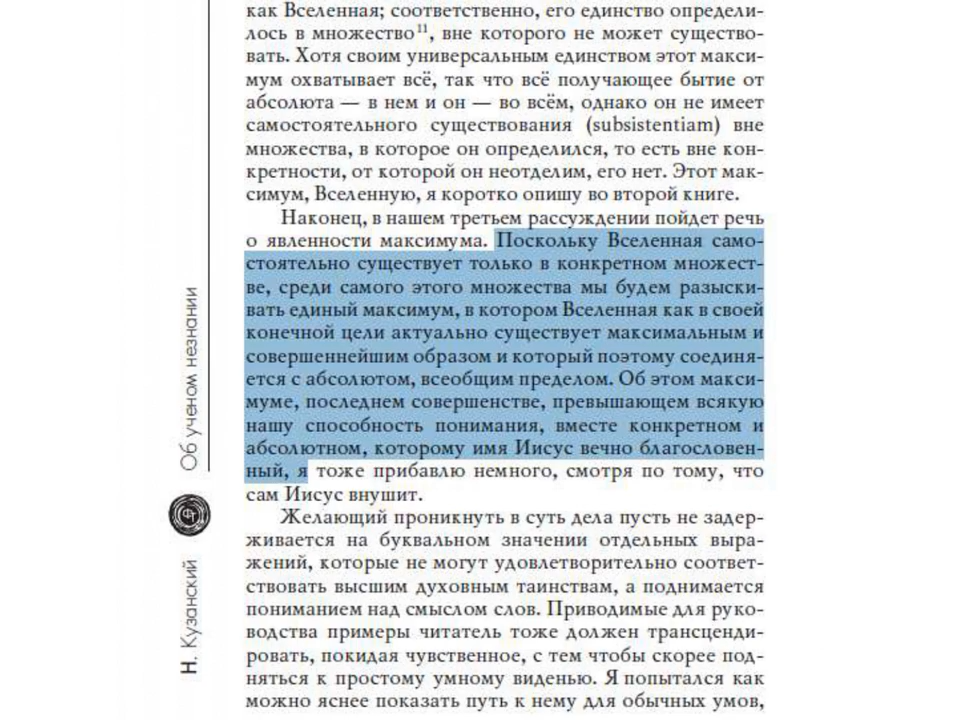 как Вселенная; соответственно, его единство определи-
лось в множество¹¹, вне которого не может существо-
вать. Хотя своим универсальным единством этот макси-
мум охватывает всё, так что всё получающее бытие от
абсолюта — в нем и он — во всём, однако он не имеет
самостоятельного существования (subsistentiam) вне
множества, в которое он определился, то есть вне кон-
кретности, от которой он неотделим, его нет. Этот мак-
симум, Вселенную, я коротко опишу во второй книге.
Наконец, в нашем третьем рассуждении пойдет речь
о явленности максимума. Поскольку Вселенная само-
стоятельно существует только в конкретном множест-
ве, среди самого этого множества мы будем разыски-
вать единый максимум, в котором Вселенная как в своей
конечной цели актуально существует максимальным и
совершеннейшим образом и который поэтому соединя-
ется с абсолютом, всеобщим пределом. Об этом макси-
муме, последнем совершенстве, превышающем всякую
нашу способность понимания, вместе конкретном и
абсолютном, которому имя Иисус вечно благословен-
ный, я тоже прибавлю немного, смотря по тому, что
сам Иисус внушит.
Желающий проникнуть в суть дела пусть не задер-
живается на буквальном значении отдельных выра-
жений, которые не могут удовлетворительно соответ-
ствовать высшим духовным таинствам, а поднимается
пониманием над смыслом слов. Приводимые для руко-
водства примеры читатель тоже должен трансценди-
ровать, покидая чувственное, с тем чтобы скорее под-
няться к простому умному виденью. Я попытался как
можно яснее показать путь к нему для обычных умов,
Н. Кузанский
ФТ
Об ученом незнании